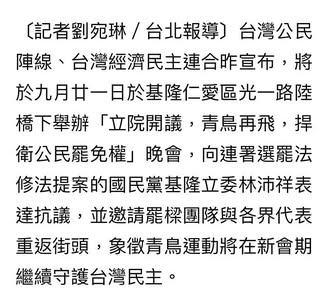 〔記者劉宛琳／台北報導〕台灣公民
陣線、台灣經濟民主連合昨宣布，將
於九月廿一日於基隆仁愛區光一路陸
橋下舉辦「立院開議，青鳥再飛，捍
衛公民罷免權」晚會，向連署選罷法
修法提案的國民黨基隆立委林沛祥表
達抗議，並邀請罷樑團隊與各界代表
重返街頭，象徵青鳥運動將在新會期
繼續守護台灣民主。